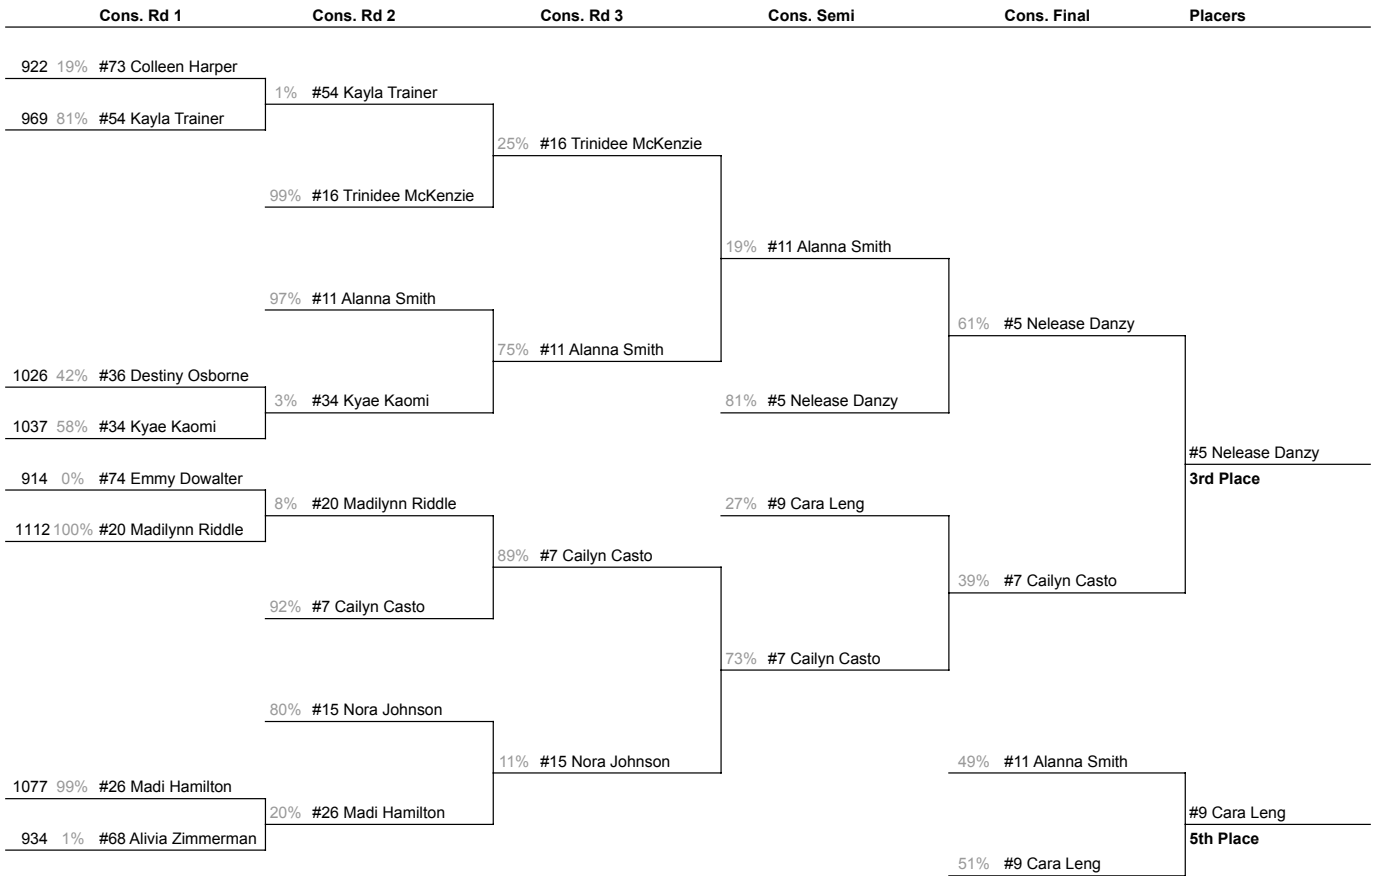 Cons. Rd 1 Cons. Rd 2 Cons. Rd 3 Cons. Semi Cons. Final Placers
922 19% #73 Colleen Harper
1% #54 Kayla Trainer
969 81% #54 Kayla Trainer
25% #16 Trinidee McKenzie
99% #16 Trinidee McKenzie
19% #11 Alanna Smith
97% #11 Alanna Smith
61% #5 Nelease Danzy
75% #11 Alanna Smith
1026 42% #36 Destiny Osborne
3% #34 Kyae Kaomi 81% #5 Nelease Danzy
1037 58% #34 Kyae Kaomi
#5 Nelease Danzy
914 0% #74 Emmy Dowalter 3rd Place
8% #20 Madilynn Riddle 27% #9 Cara Leng
1112 100% #20 Madilynn Riddle
89% #7 Cailyn Casto
39% #7 Cailyn Casto
92% #7 Cailyn Casto
73% #7 Cailyn Casto
80% #15 Nora Johnson
11% #15 Nora Johnson 49% #11 Alanna Smith
1077 99% #26 Madi Hamilton
20% #26 Madi Hamilton #9 Cara Leng
934 1% #68 Alivia Zimmerman 5th Place
51% #9 Cara Leng